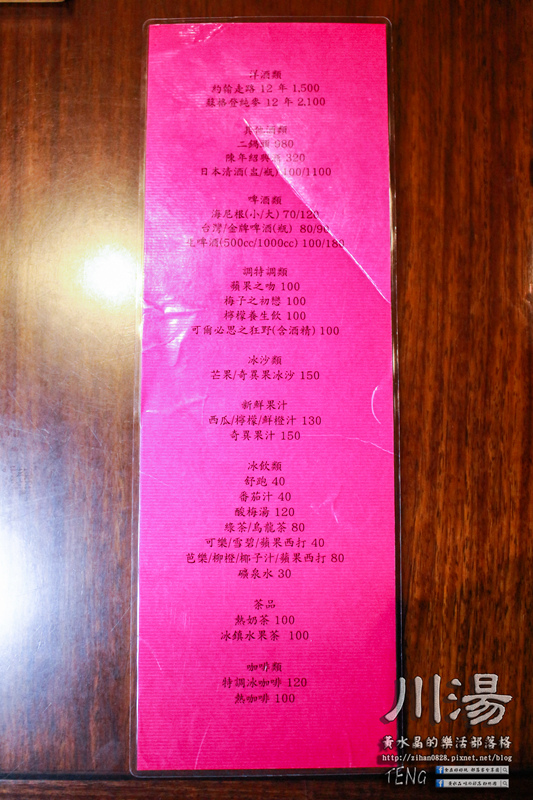 洋酒類
約翰走路 12 年 1,500
蘇格登純麥 12 年 2,100
其他酒類
二鍋頭 980
陳年紹興酒 320
日本清酒(盅/瓶) 100/1100
啤酒類
海尼根(小/大) 70/120
台灣/金牌啤酒(瓶) 80/90
生啤酒(500cc/1000cc) 100/180
調特調類
蘋果之吻 100
梅子之初戀 100
檸檬養生飲 100
可爾必思之狂野(含酒精) 100
冰沙類
芒果/奇異果冰沙 150
新鮮果汁
西瓜/檸檬/鮮橙汁 130
奇異果汁 150
冰飲類
舒跑 40
番茄汁 40
酸梅湯 120
綠茶/烏龍茶 80
可樂/雪碧/蘋果西打 40
芭樂/柳橙/椰子汁/蘋果西打 80
礦泉水 30
茶品
熱奶茶 100
冰鎮水果茶 100
咖啡類
特調冰咖啡 120
熱咖啡 100
川湯
黃水晶的樂活部落格
http://zihan0828.pixnet.net/blog
TENG